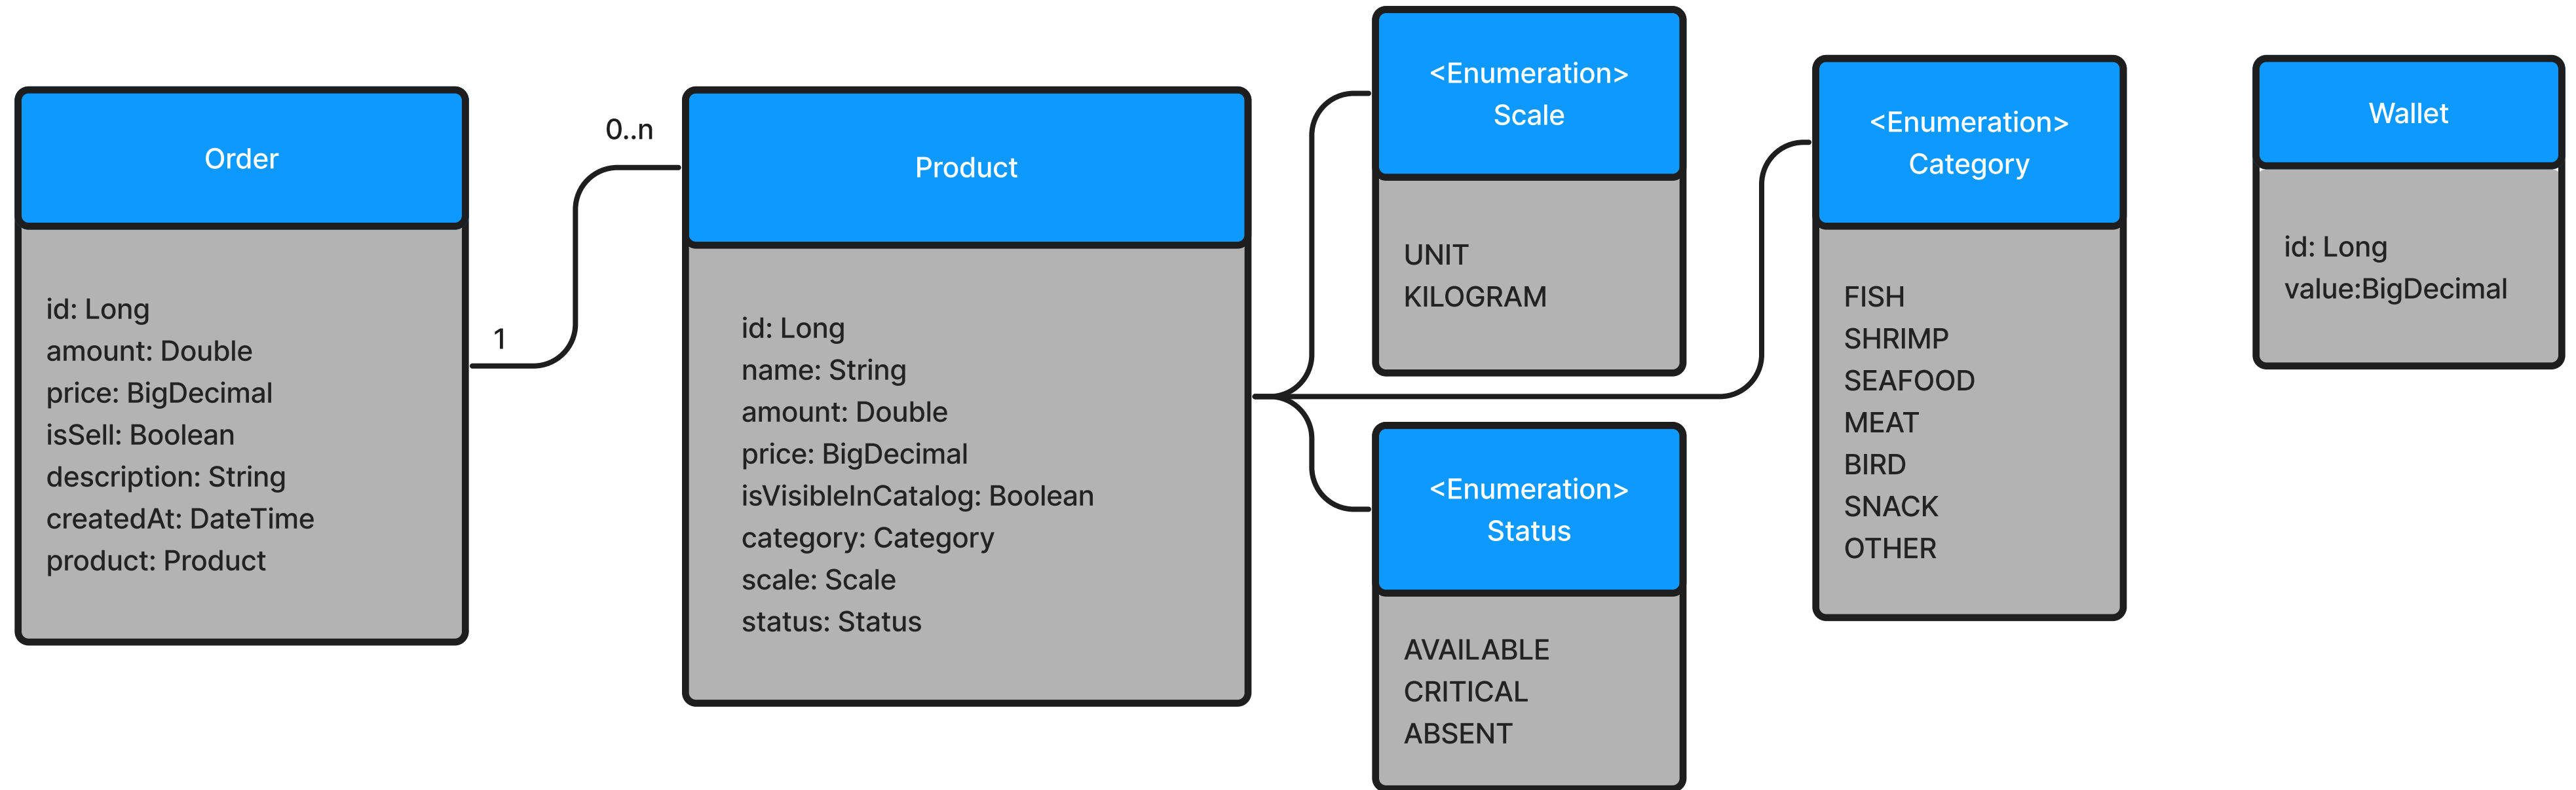 Order
id: Long
amount: Double
price: BigDecimal
isSell: Boolean
description: String
createdAt: DateTime
product: Product
1
0..n
Product
id: Long
name: String
amount: Double
price: BigDecimal
isVisibleInCatalog: Boolean
category: Category
scale: Scale
status: Status
<Enumeration>
Scale
UNIT
KILOGRAM
<Enumeration>
Status
AVAILABLE
CRITICAL
ABSENT
<Enumeration>
Category
FISH
SHRIMP
SEAFOOD
MEAT
BIRD
SNACK
OTHER
Wallet
id: Long
value:BigDecimal